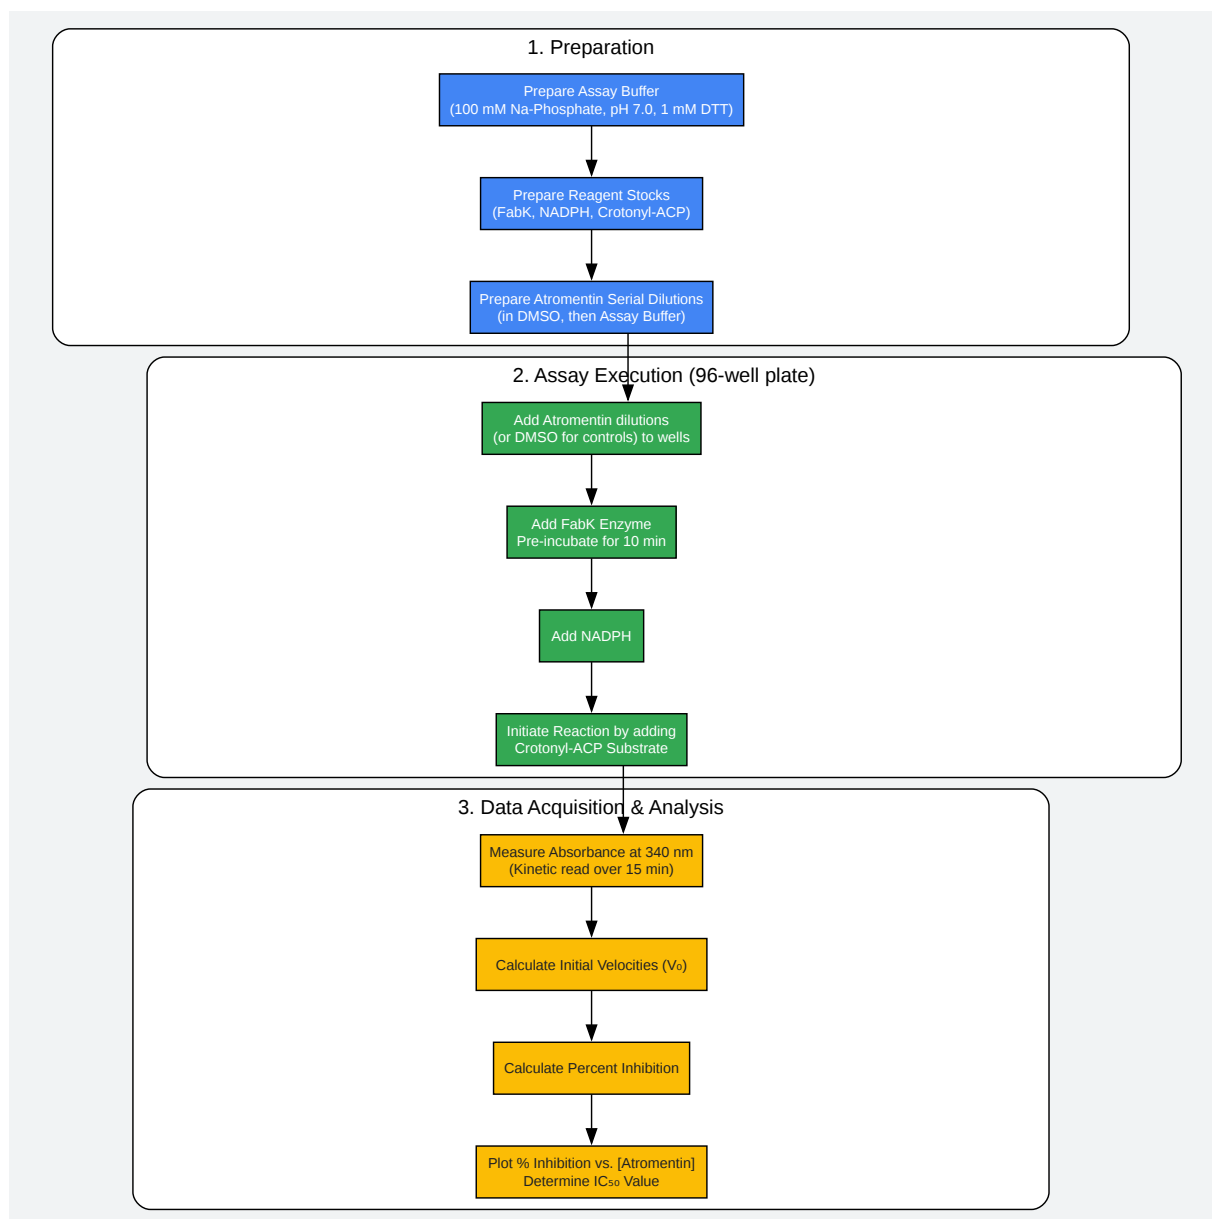 1. Preparation
Prepare Assay Buffer
(100 mM Na-Phosphate, pH 7.0, 1 mM DTT)
Prepare Reagent Stocks
(FabK, NADPH, Crotonyl-ACP)
Prepare Atromentin Serial Dilutions
(in DMSO, then Assay Buffer)
2. Assay Execution (96-well plate)
Add Atromentin dilutions
(or DMSO for controls) to wells
Add FabK Enzyme
Pre-incubate for 10 min
Add NADPH
Initiate Reaction by adding
Crotonyl-ACP Substrate
3. Data Acquisition & Analysis
Measure Absorbance at 340 nm
(Kinetic read over 15 min)
Calculate Initial Velocities (V₀)
Calculate Percent Inhibition
Plot % Inhibition vs. [Atromentin]
Determine IC₅₀ Value